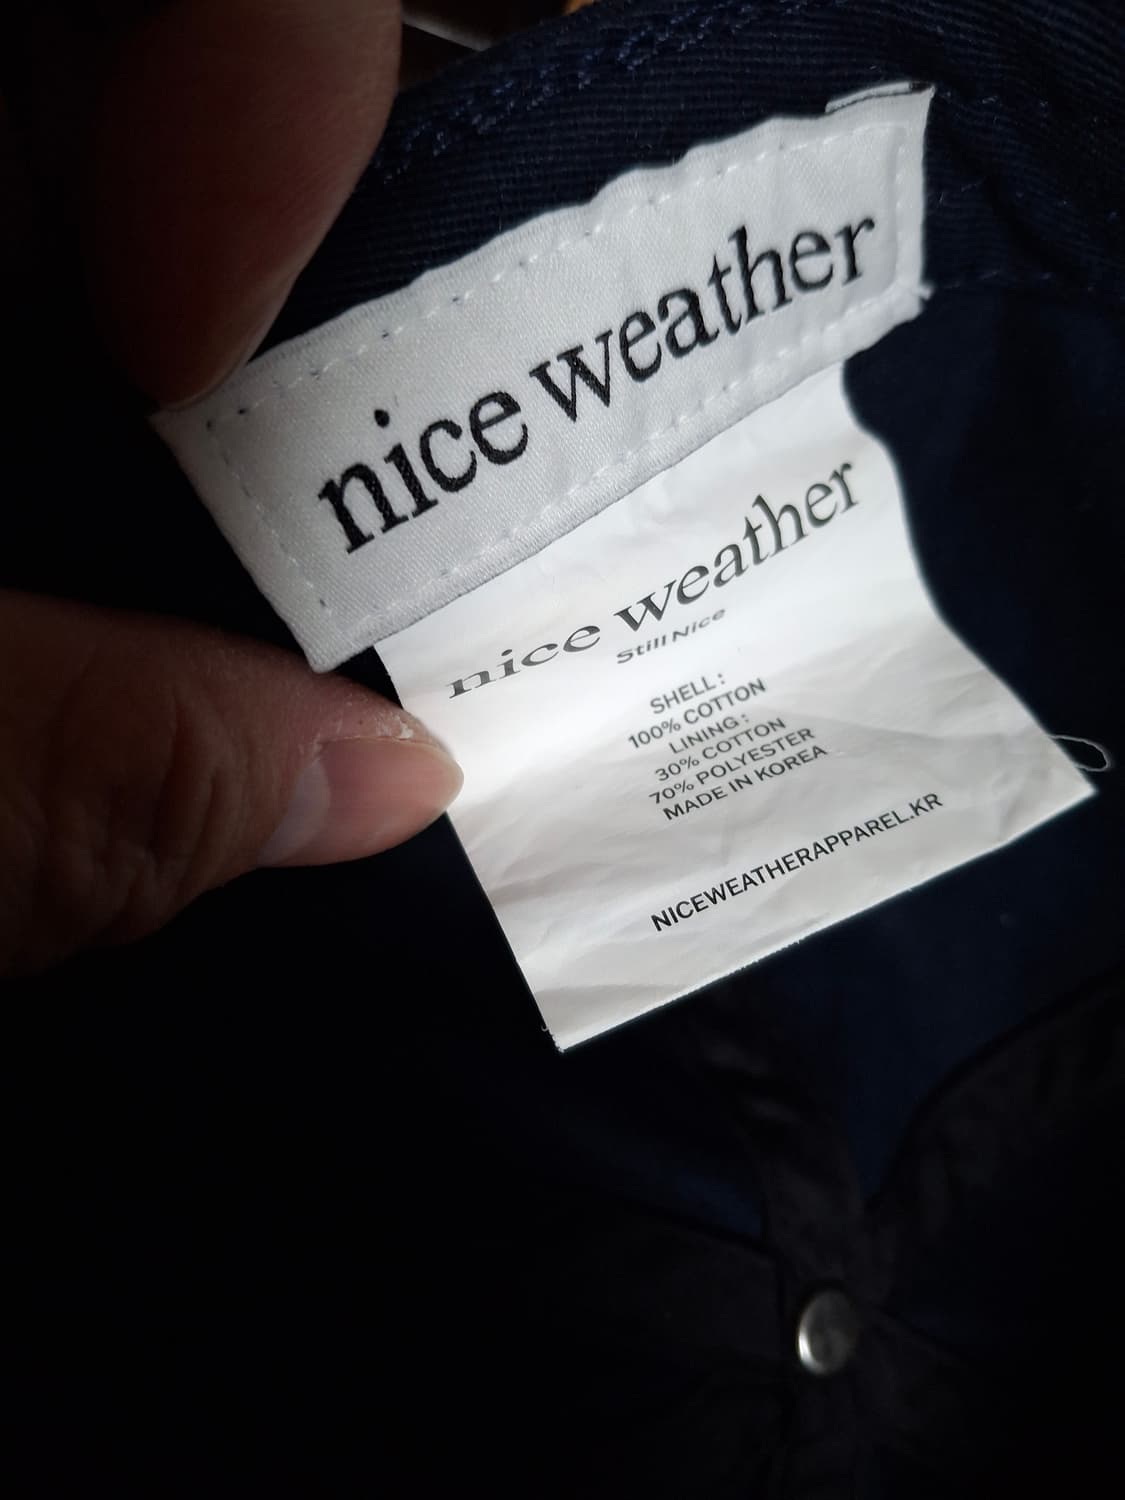 nice weather
nice weather
Still Nice
SHELL :
100% COTTON
LINING :
30% COTTON
70% POLYESTER
MADE IN KOREA
NICEWEATHERAPPAREL.KR